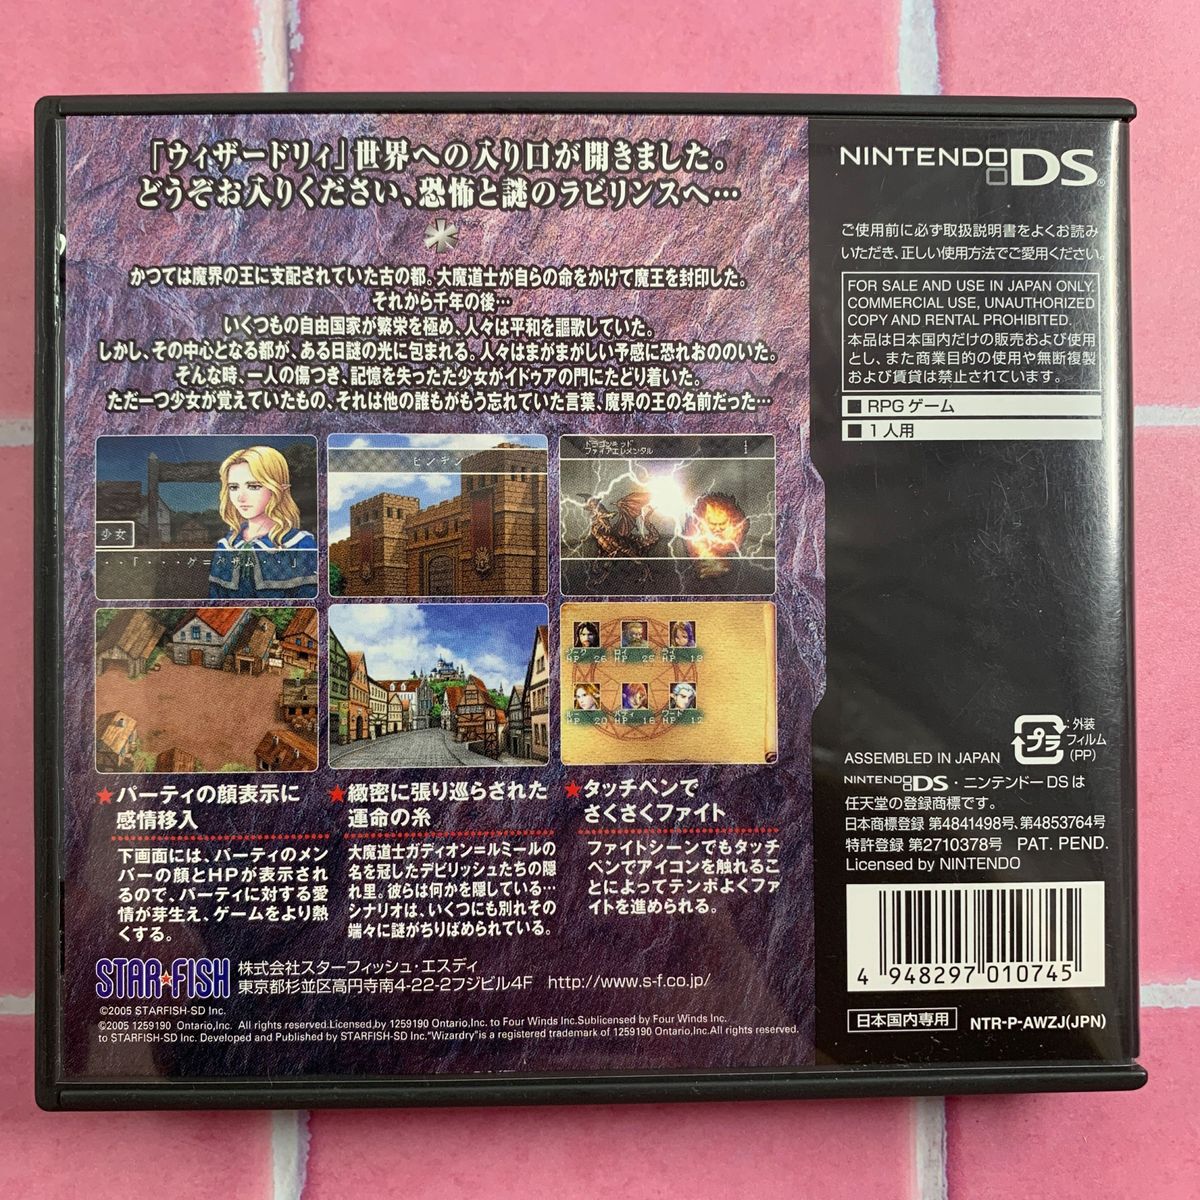 「ウィザードリィ」世界への入り口が開きました。
どうぞお入りください、恐怖と謎のラビリンスへ…
かつては魔界の王に支配されていた古の都。大魔道士が自らの命をかけて魔王を封印した。
それから千年の後…
いくつもの自由国家が繁栄を極め、人々は平和を謳歌していた。
しかし、その中心となる都が、ある日謎の光に包まれる。人々はまがまがしい予感に恐れおののいた。
そんな時、一人の傷つき、記憶を失った少女がイドゥアの門にたどり着いた。
ただ一つ少女が覚えていたもの、それは他の誰もがもう忘れていた言葉、魔界の王の名前だった…
少女
ドラゴンキッド
ファイアエレメンタル
HP 26 HP 25 HP 18
HP 20 HP 16 HP 17
★パーティの顔表示に
感情移入
下画面には、パーティのメン
バーの顔とHPが表示され
るので、パーティに対する愛
情が芽生え、ゲームをより熱
くする。
★緻密に張り巡らされた
運命の糸
大魔道士ガディオン=ルミールの
名を冠したデビリッシュたちの隠
れ里。彼らは何かを隠している…
シナリオは、いくつにも別れその
端々に謎がちりばめられている。
★タッチペンで
さくさくファイト
ファイトシーンでもタッチ
ペンでアイコンを触れるこ
とによってテンポよくファ
イトを進められる。
STAR★FISH
株式会社スターフィッシュ・エスディ
東京都杉並区高円寺南4-22-2フジビル4F http://www.s-f.co.jp/
©2005 STARFISH-SD Inc.
©2005 1259190 Ontario,Inc. All rights reserved.Licensed,by 1259190 Ontario,Inc. to Four Winds Inc.Sublicensed by Four Winds Inc.
to STARFISH-SD Inc. Developed and Published by STARFISH-SD Inc."Wizardry"is a registered trademark of 1259190 Ontario,Inc.All rights reserved.
NINTENDO DS®
ご使用前に必ず取扱説明書をよくお読み
いただき、正しい使用方法でご愛用ください。
FOR SALE AND USE IN JAPAN ONLY.
COMMERCIAL USE, UNAUTHORIZED
COPY AND RENTAL PROHIBITED.
本品は日本国内だけの販売および使用
とし、また商業目的の使用や無断複製
および賃貸は禁止されています。
■ RPGゲーム
■ 1人用
プラ
:外装
フィルム
(PP)
ASSEMBLED IN JAPAN
NINTENDO DS・ニンテンドーDSは
任天堂の登録商標です。
日本商標登録 第4841498号、第4853764号
特許登録 第2710378号 PAT. PEND.
Licensed by NINTENDO
4 948297 010745
日本国内専用
NTR-P-AWZJ(JPN)